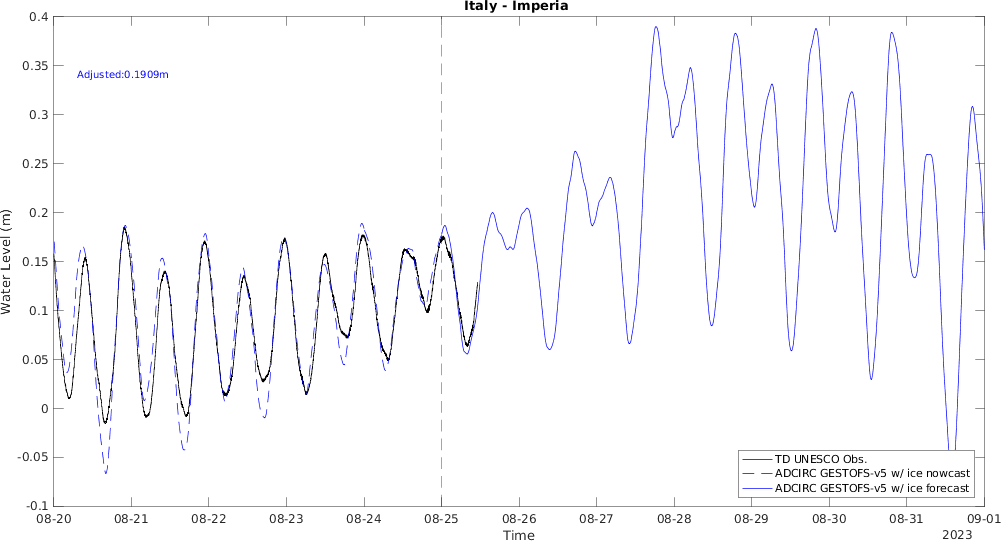 Italy - Imperia
Adjusted:0.1909m
Water Level (m)
0.4
0.35
0.3
0.25
0.2
0.15
0.1
0.05
0
-0.05
-0.1
TD UNESCO Obs.
ADCIRC GESTOFS-v5 w/ ice nowcast
ADCIRC GESTOFS-v5 w/ ice forecast
08-20 08-21 08-22 08-23 08-24 08-25 08-26 08-27 08-28 08-29 08-30 08-31 09-01
Time
2023